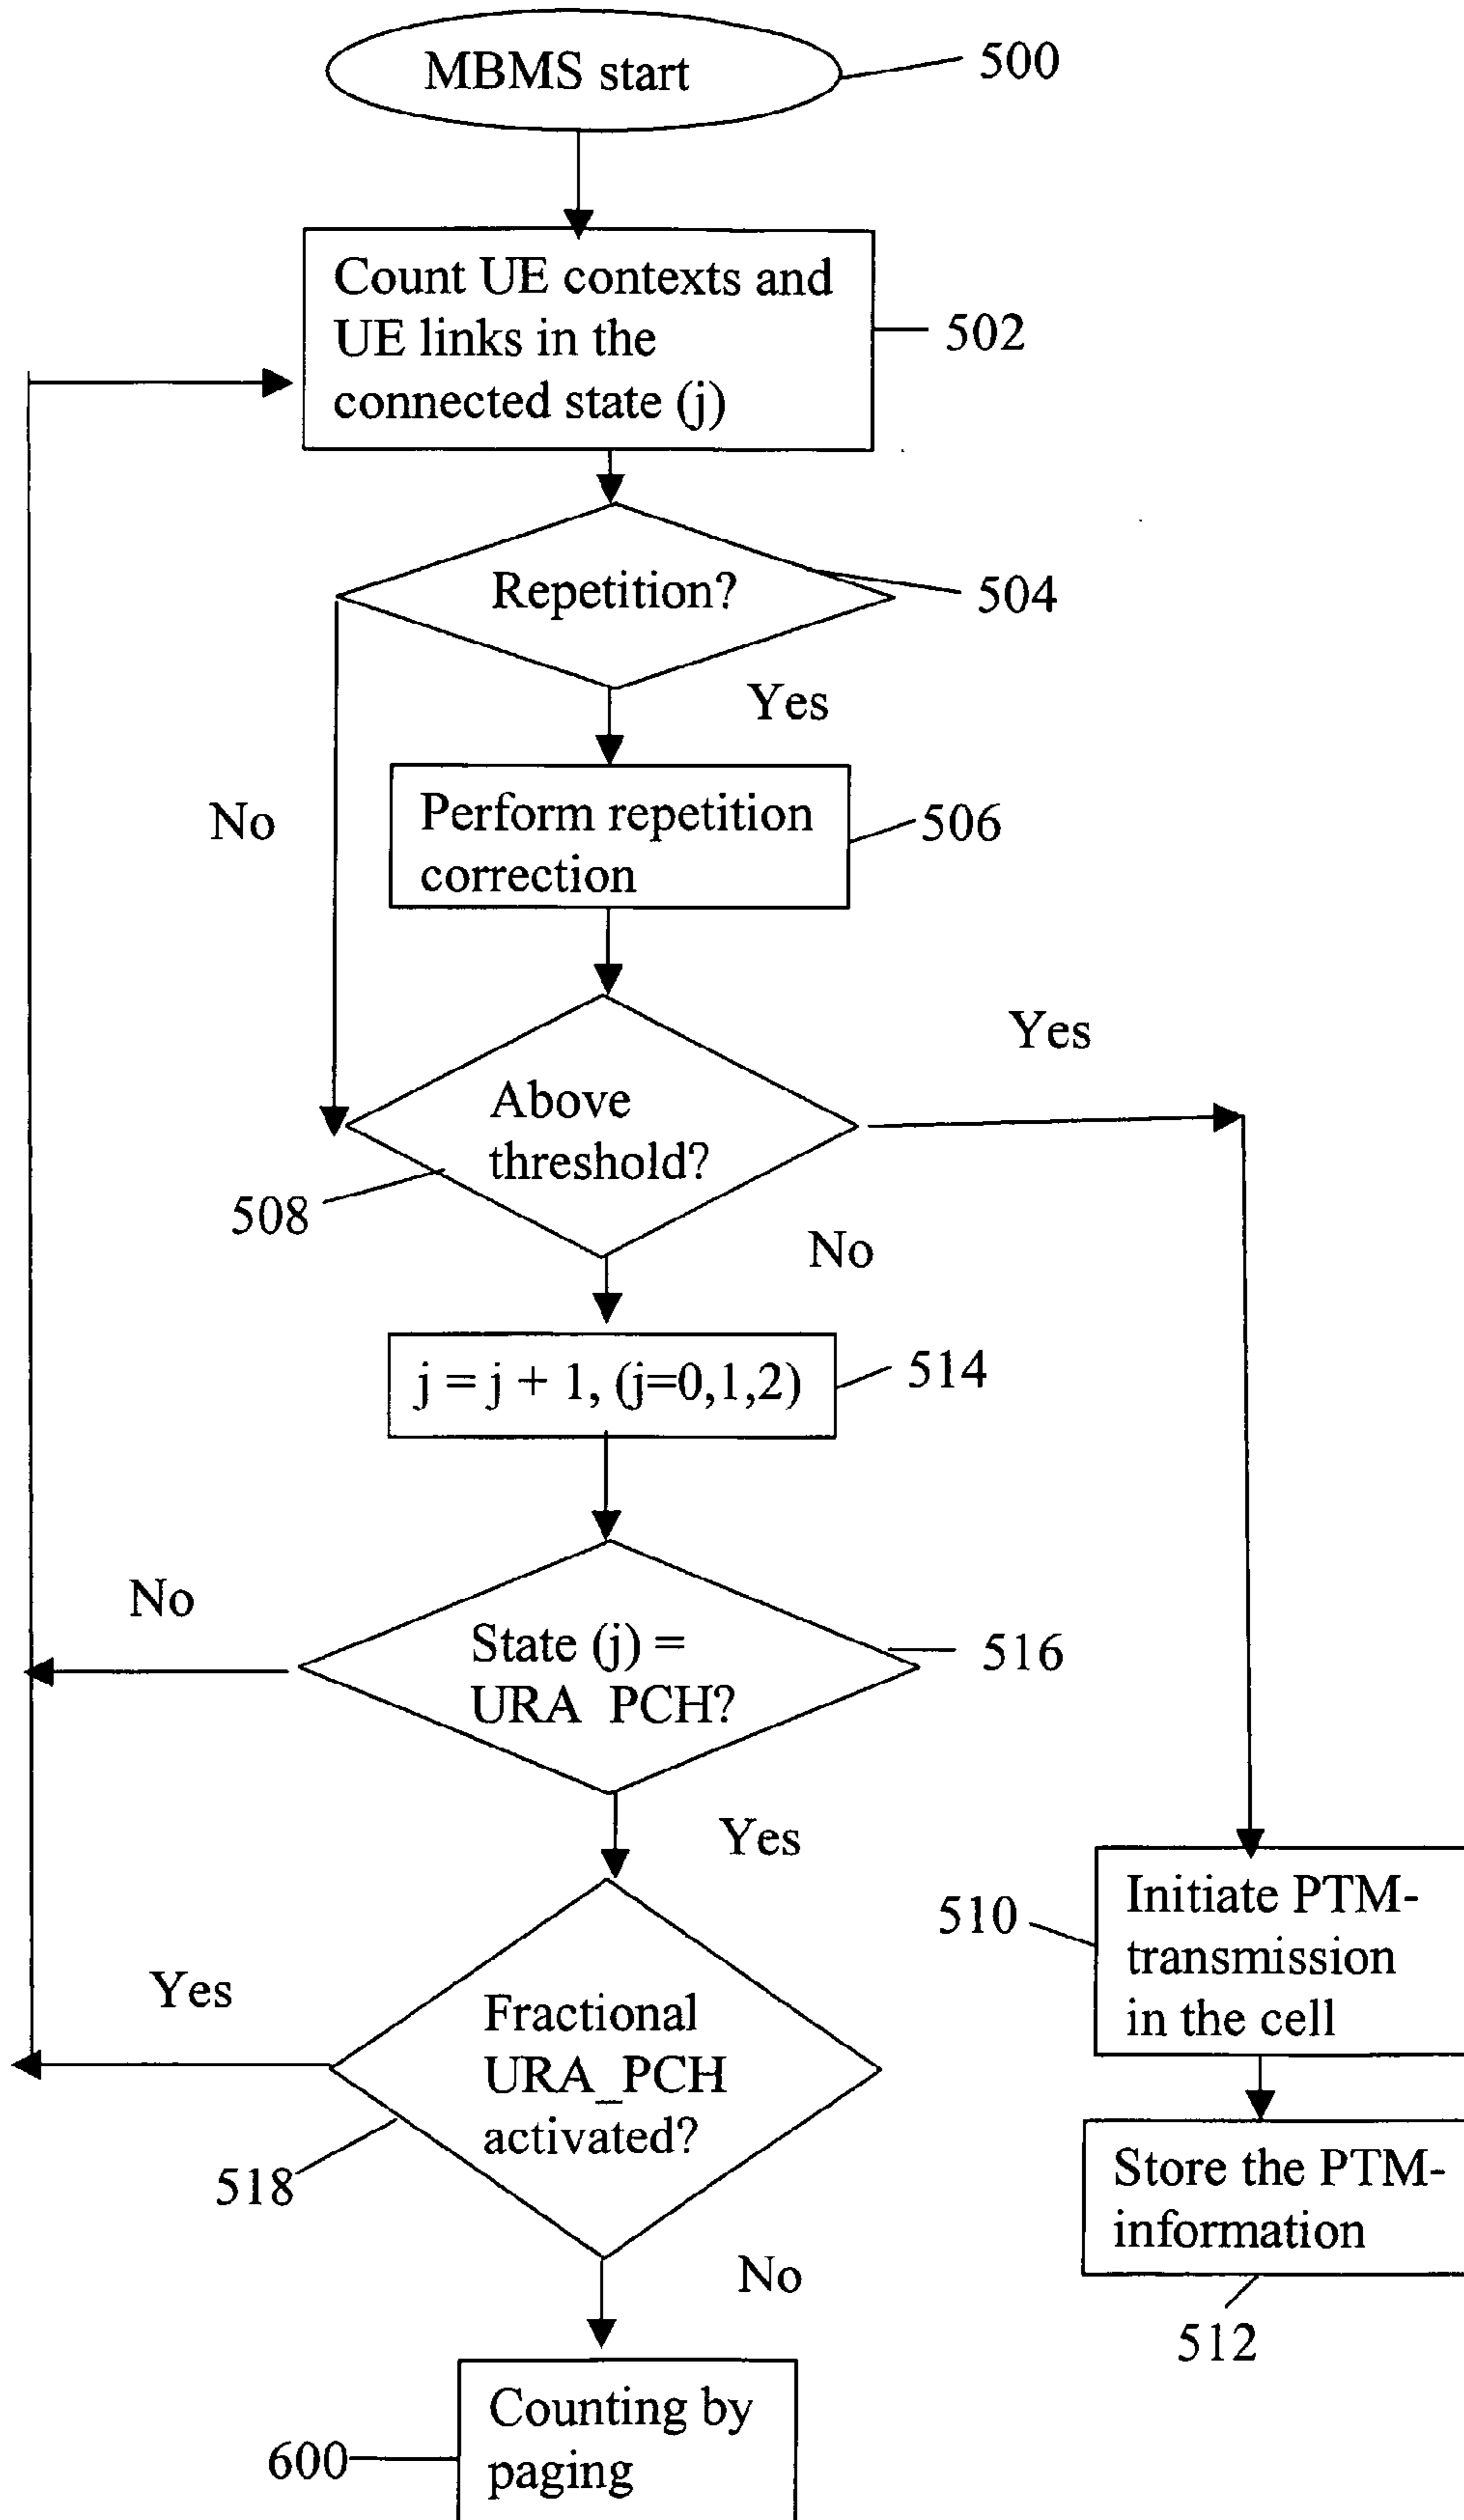 MBMS start
500
Count UE contexts and
UE links in the
connected state (j)
502
Repetition?
504
Yes
No
Perform repetition
correction
506
Yes
Above
threshold?
508
No
j = j + 1, (j=0,1,2)
514
No
State (j) =
URA PCH?
516
Yes
510
Initiate PTM-
transmission
in the cell
Yes
Fractional
URA_PCH
activated?
518
Store the PTM-
information
512
No
Counting by
paging
600